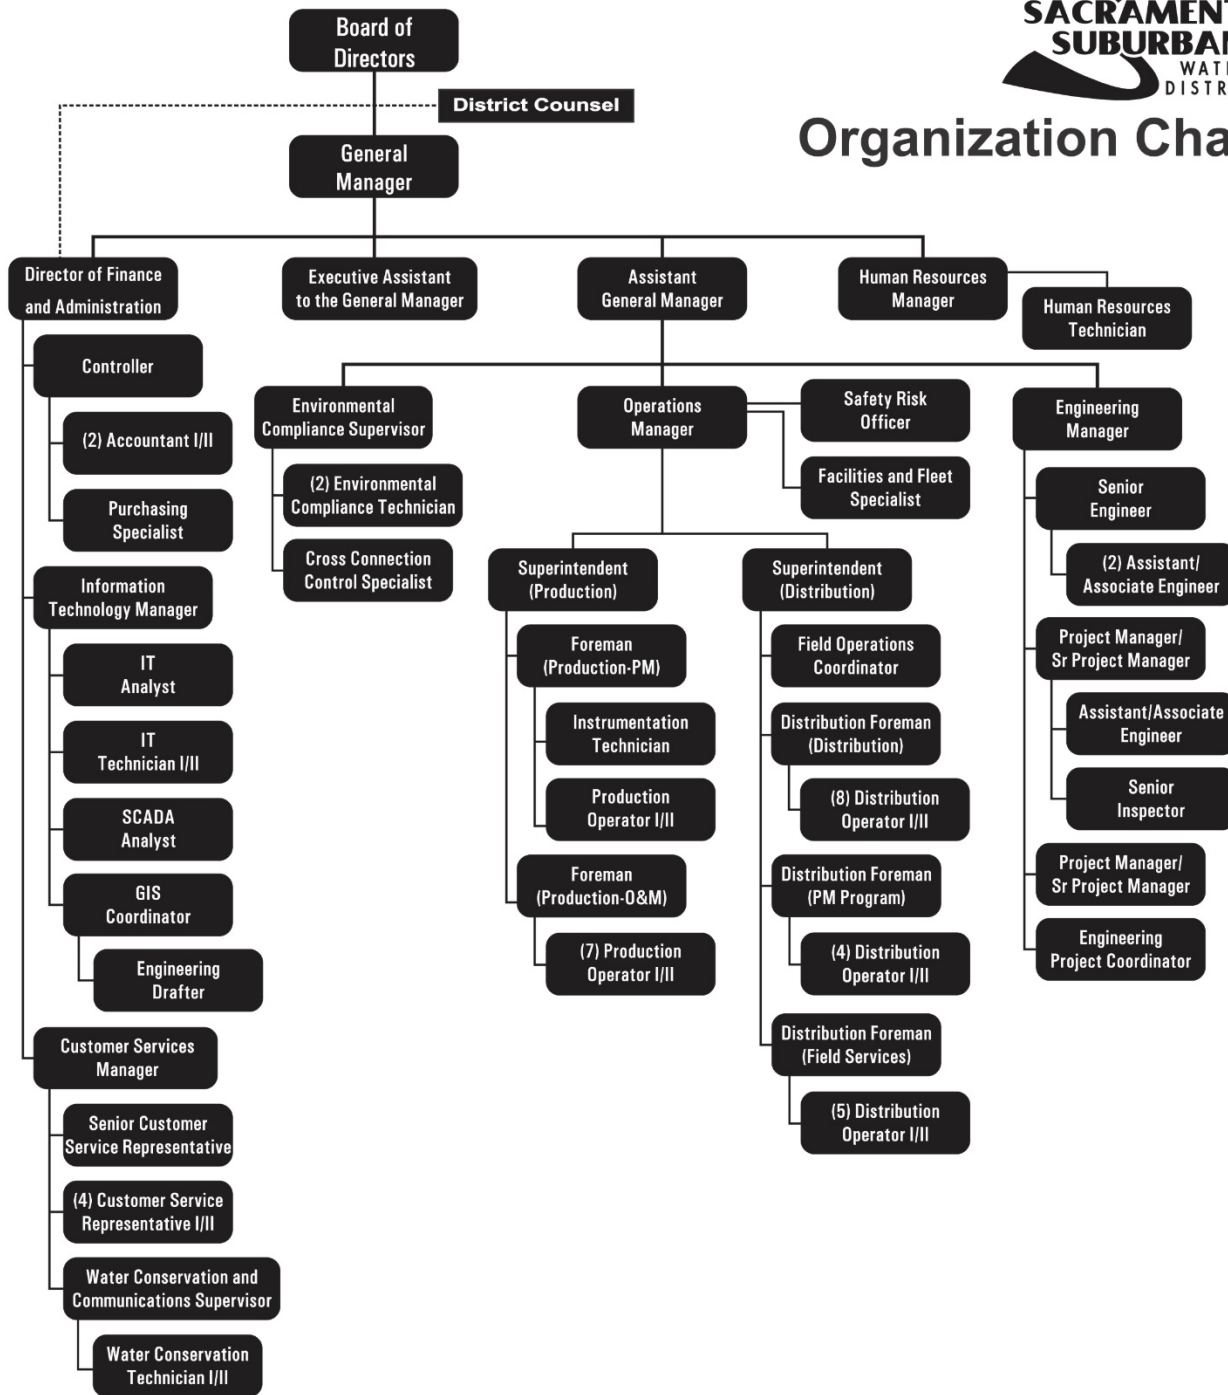 Board of
Directors
SACRAMENT
SUBURBAN
WAT
DISTR
Organization Cha
District Counsel
General
Manager
Director of Finance
and Administration
Executive Assistant
to the General Manager
Assistant
General Manager
Human Resources
Manager
Human Resources
Technician
Controller
(2) Accountant I/II
Purchasing
Specialist
Information
Technology Manager
IT
Analyst
IT
Technician I/II
SCADA
Analyst
GIS
Coordinator
Engineering
Drafter
Customer Services
Manager
Senior Customer
Service Representative
(4) Customer Service
Representative I/II
Water Conservation and
Communications Supervisor
Water Conservation
Technician I/II
Environmental
Compliance Supervisor
(2) Environmental
Compliance Technician
Cross Connection
Control Specialist
Operations
Manager
Safety Risk
Officer
Facilities and Fleet
Specialist
Superintendent
(Production)
Foreman
(Production-PM)
Instrumentation
Technician
Production
Operator I/II
Foreman
(Production-O&M)
(7) Production
Operator I/II
Superintendent
(Distribution)
Field Operations
Coordinator
Distribution Foreman
(Distribution)
(8) Distribution
Operator I/II
Distribution Foreman
(PM Program)
(4) Distribution
Operator I/II
Distribution Foreman
(Field Services)
(5) Distribution
Operator I/II
Engineering
Manager
Senior
Engineer
(2) Assistant/
Associate Engineer
Project Manager/
Sr Project Manager
Assistant/Associate
Engineer
Senior
Inspector
Project Manager/
Sr Project Manager
Engineering
Project Coordinator